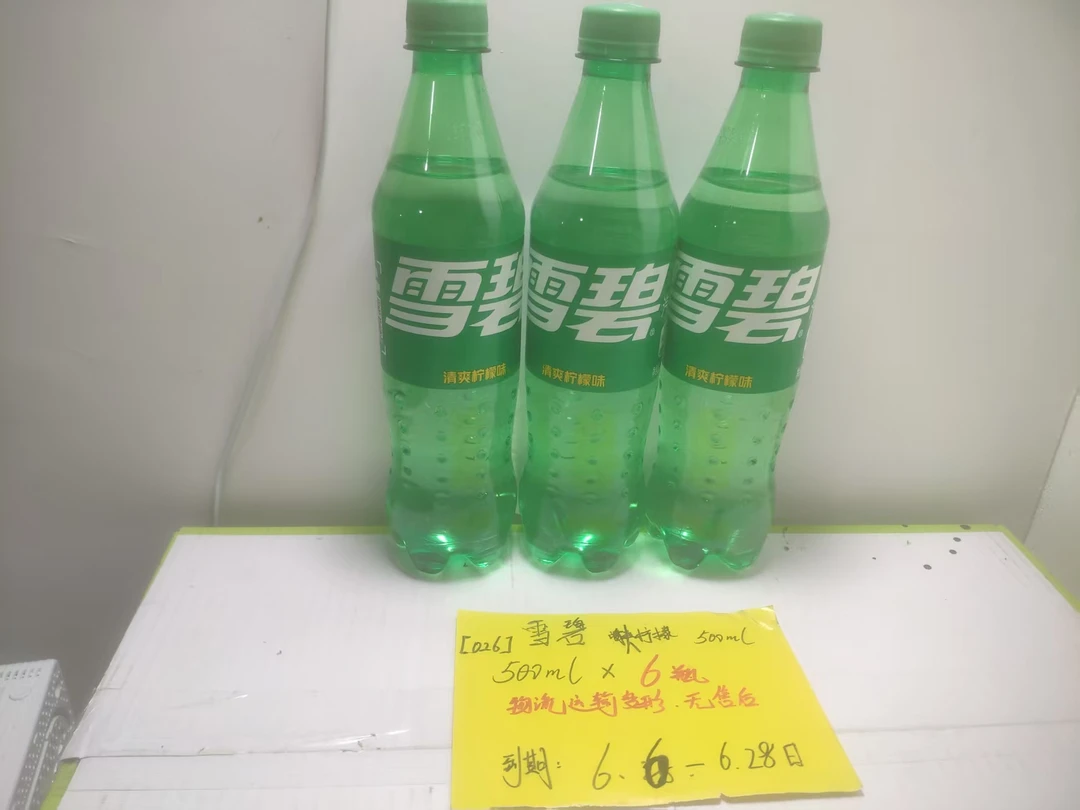 雪碧
雪碧
雪碧
清爽柠檬味
清爽柠檬味
清爽柠檬味
[026] 雪碧 柠檬 500ml
500ml × 6瓶
物流运输变形.无售后
到期: 6.6-6.28日